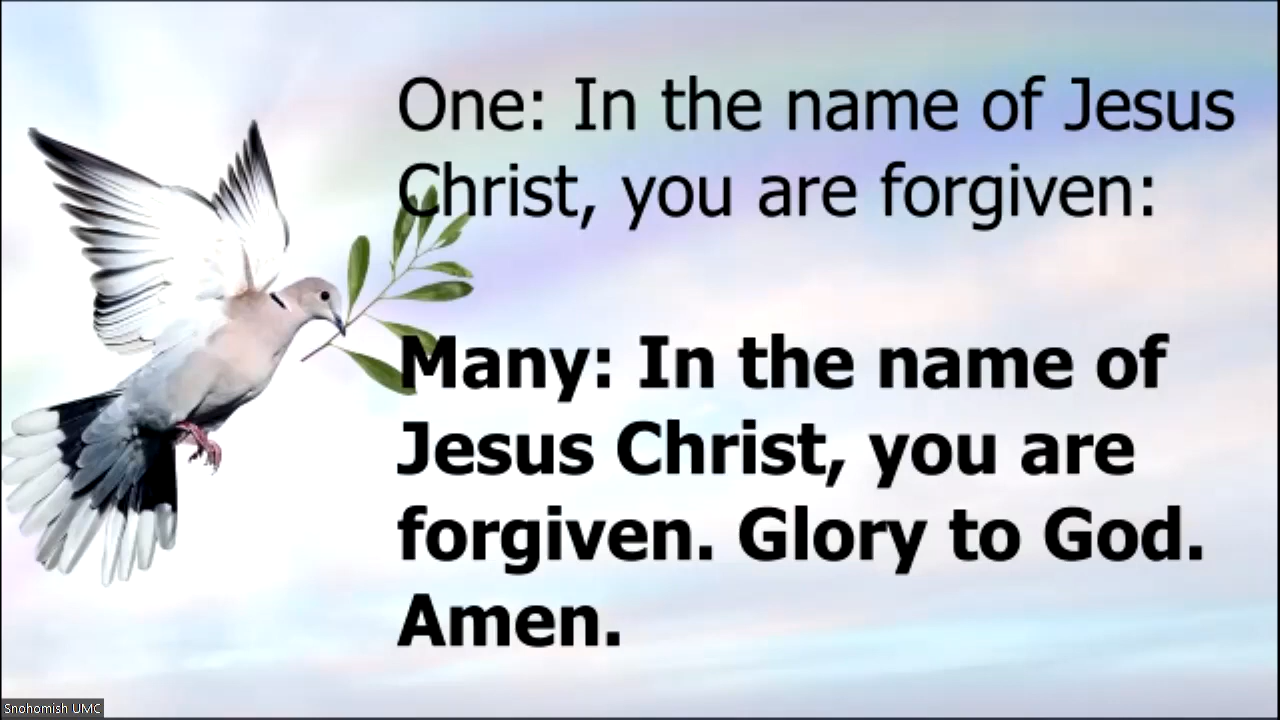 One: In the name of Jesus
Christ, you are forgiven:
Many: In the name of
Jesus Christ, you are
forgiven. Glory to God.
Amen.
Snohomish UMC